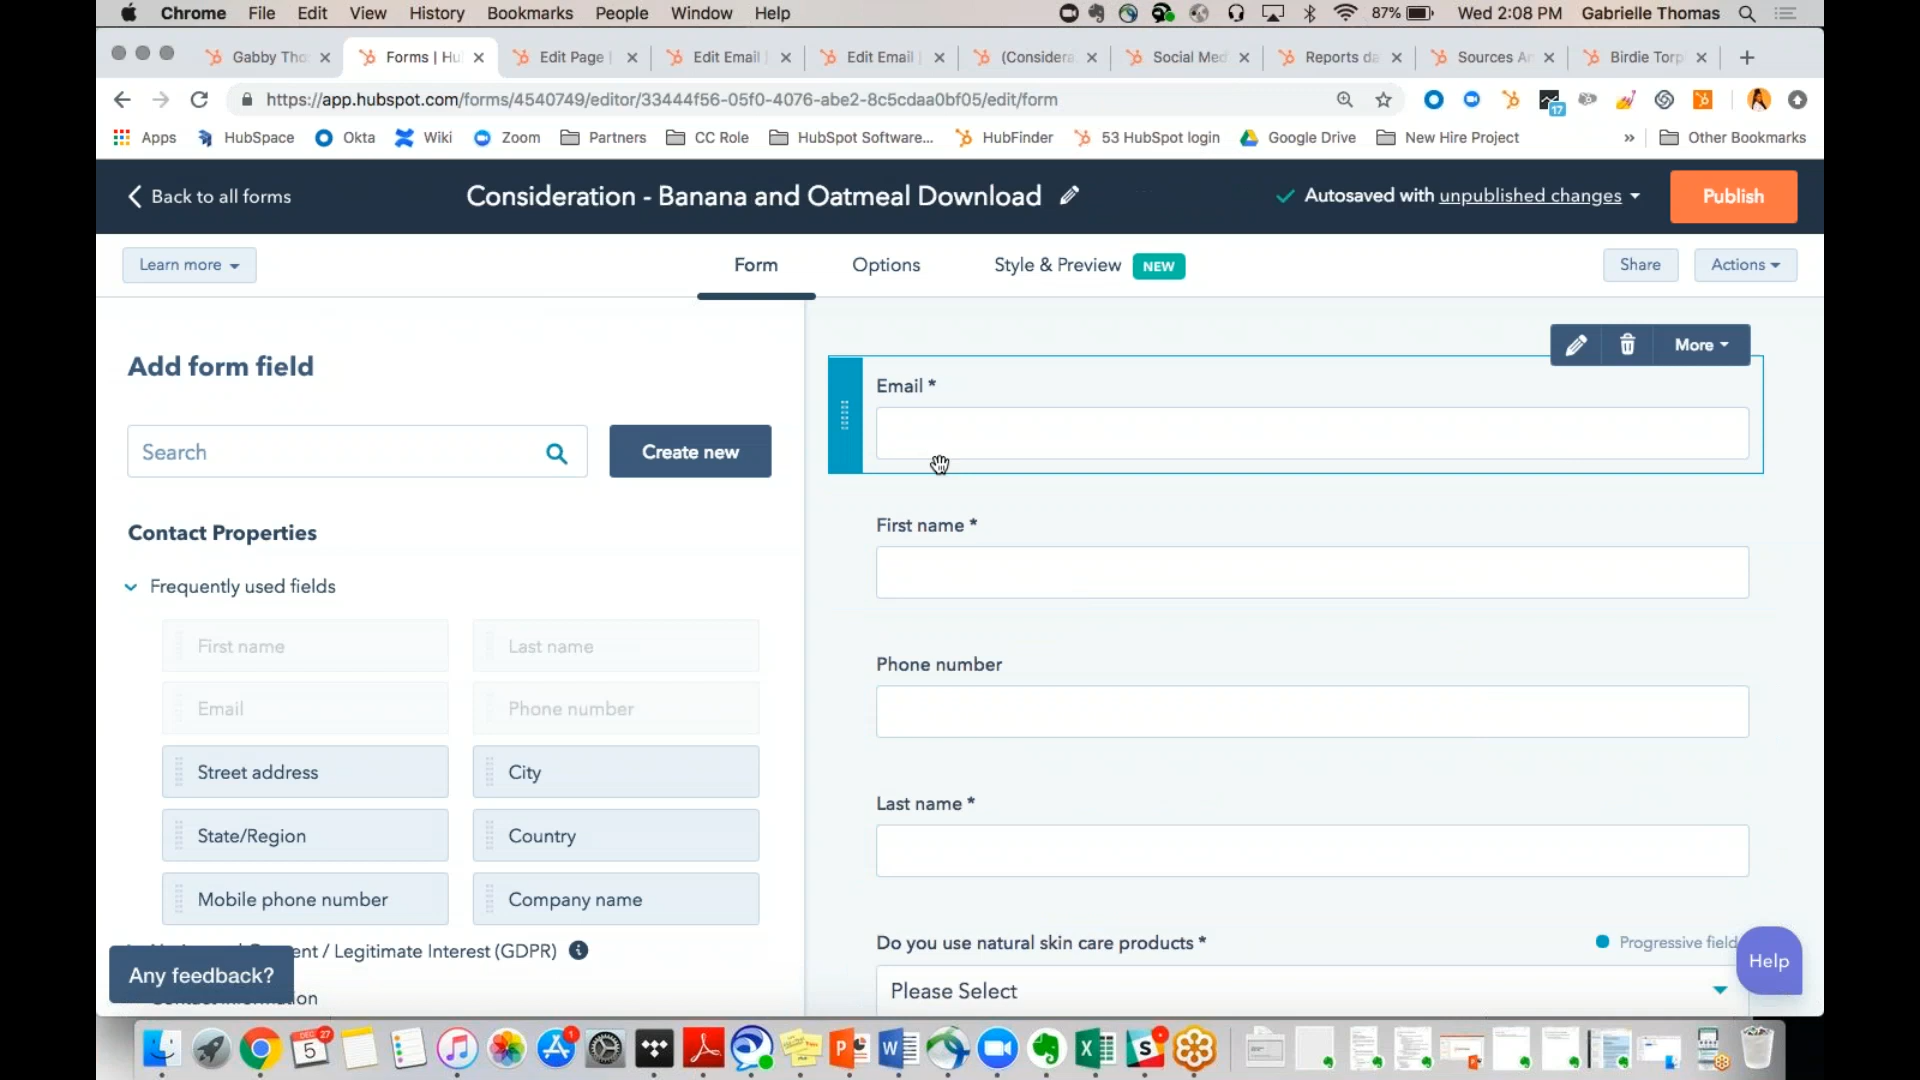 Chrome File Edit View History Bookmarks People Window Help 87% Wed 2:08 PM Gabrielle Thomas
Gabby Tho Forms | Hu Edit Page | Edit Email | Edit Email | (Considera Social Med Reports da Sources An Birdie Torp
https://app.hubspot.com/forms/4540749/editor/33444f56-05f0-4076-abe2-8c5cdaa0bf05/edit/form 17
Apps HubSpace Okta Wiki Zoom Partners CC Role HubSpot Software... HubFinder 53 HubSpot login Google Drive New Hire Project » Other Bookmarks
Back to all forms Consideration - Banana and Oatmeal Download Autosaved with unpublished changes Publish
Learn more Form Options Style & Preview NEW Share Actions
Add form field
More
Email *
Search Create new
First name *
Contact Properties
Frequently used fields
First name Last name
Phone number
Email Phone number
Street address City
Last name *
State/Region Country
Mobile phone number Company name
Do you use natural skin care products * Progressive field
ent / Legitimate Interest (GDPR)
Any feedback?
Help
Please Select
DEC 5 27 1